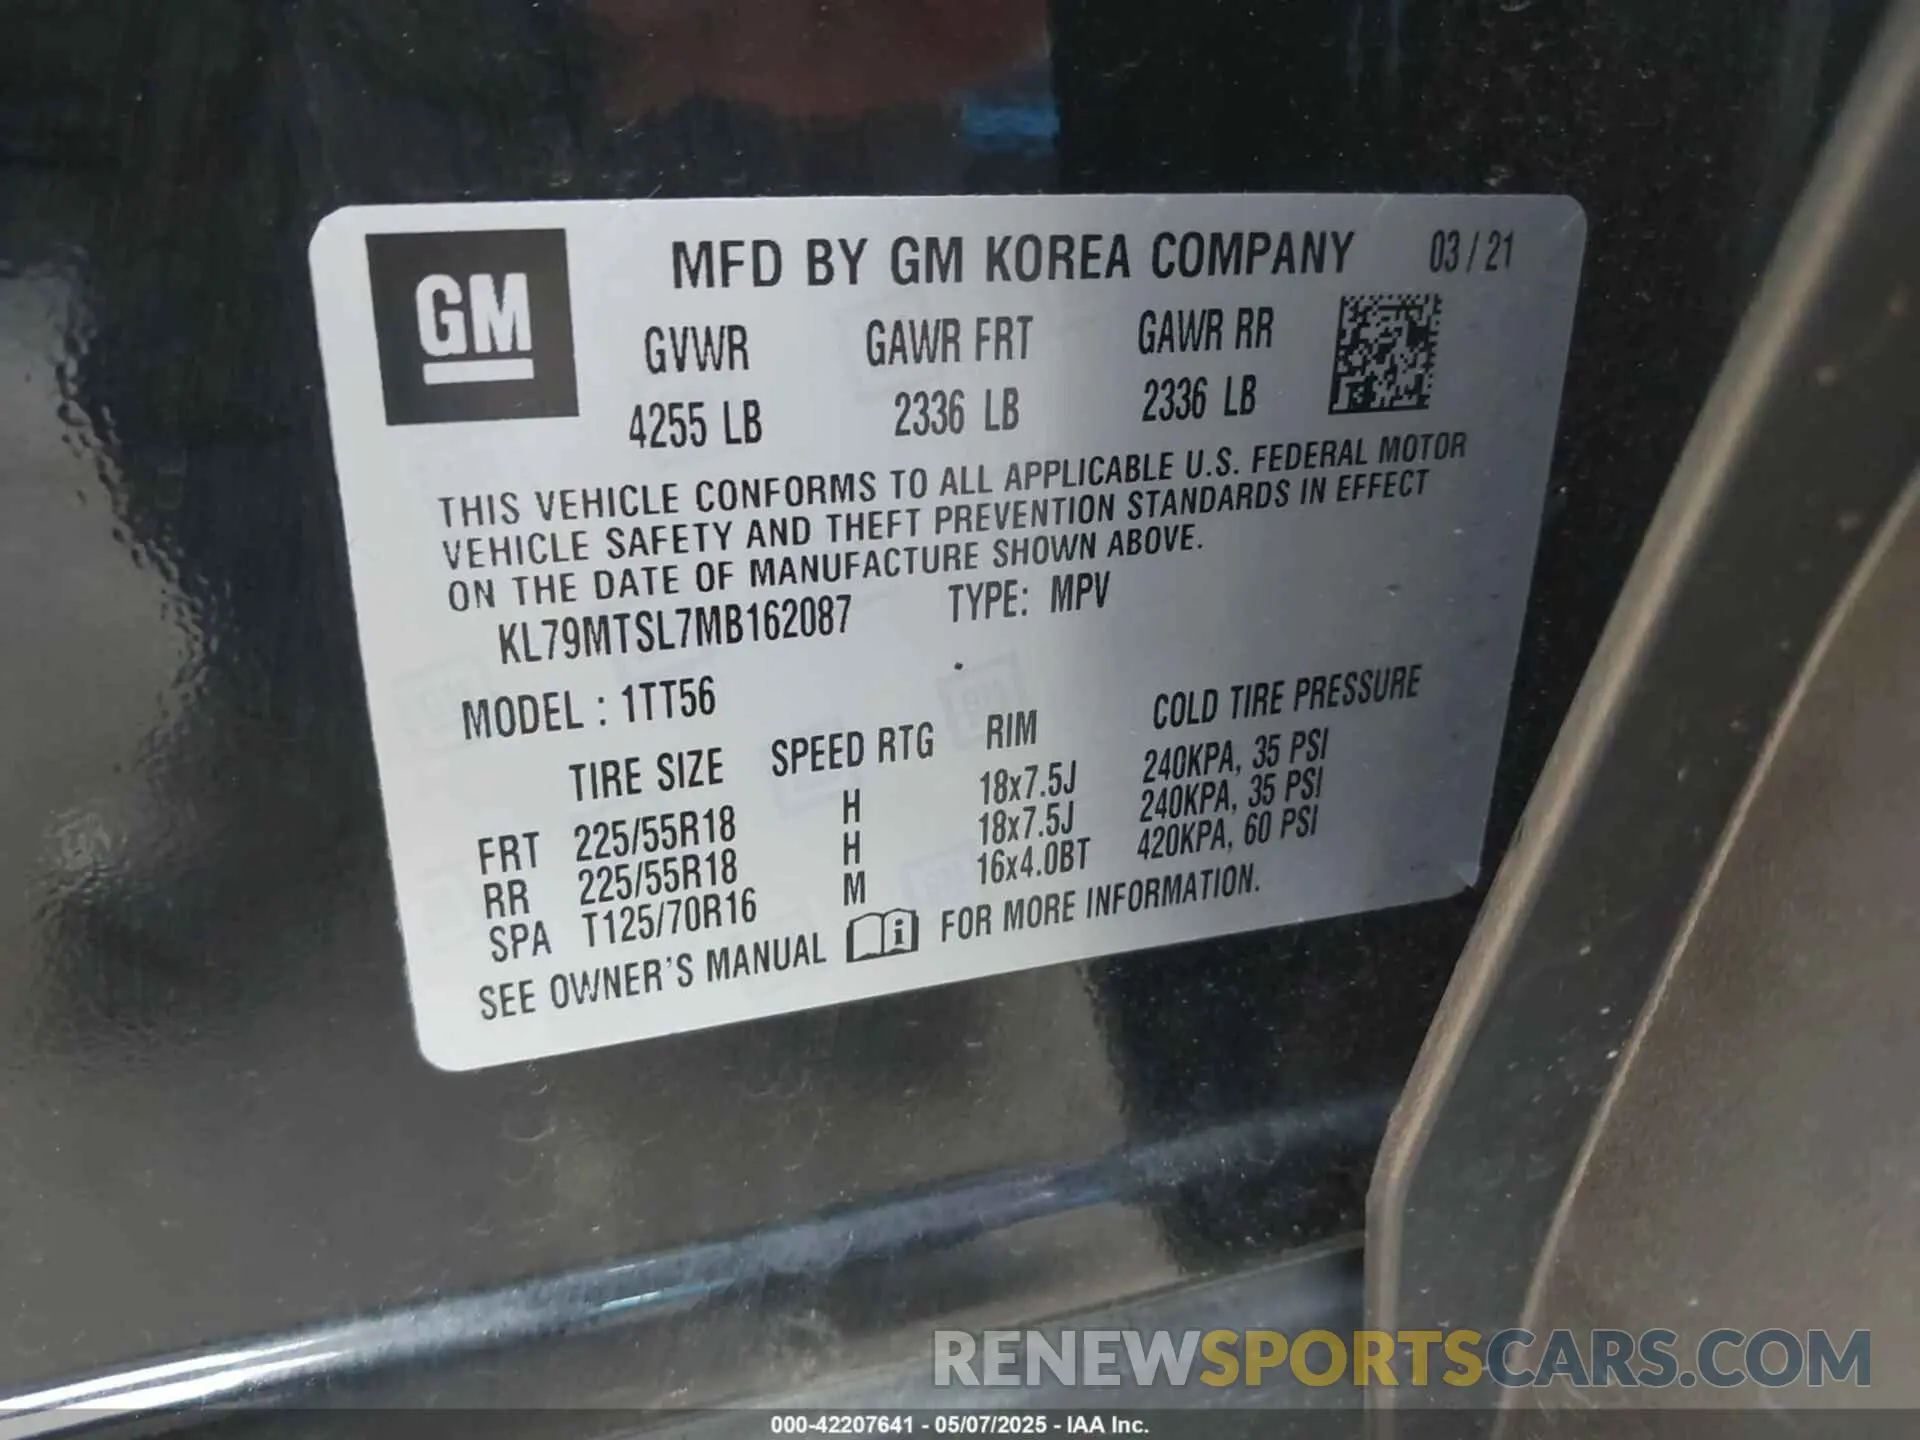 GM
MFD BY GM KOREA COMPANY 03/21
GVWR GAWR FRT GAWR RR
4255 LB 2336 LB 2336 LB
THIS VEHICLE CONFORMS TO ALL APPLICABLE U.S. FEDERAL MOTOR
VEHICLE SAFETY AND THEFT PREVENTION STANDARDS IN EFFECT
ON THE DATE OF MANUFACTURE SHOWN ABOVE.
KL79MTSL7MB162087 TYPE: MPV
MODEL : 1TT56
TIRE SIZE SPEED RTG RIM COLD TIRE PRESSURE
FRT 225/55R18 H 18x7.5J 240KPA, 35 PSI
RR 225/55R18 H 18x7.5J 240KPA, 35 PSI
SPA T125/70R16 M 16x4.0BT 420KPA, 60 PSI
SEE OWNER'S MANUAL i FOR MORE INFORMATION.
RENEWSPORTSCARS.COM
000-42207641 - 05/07/2025 - IAA Inc.